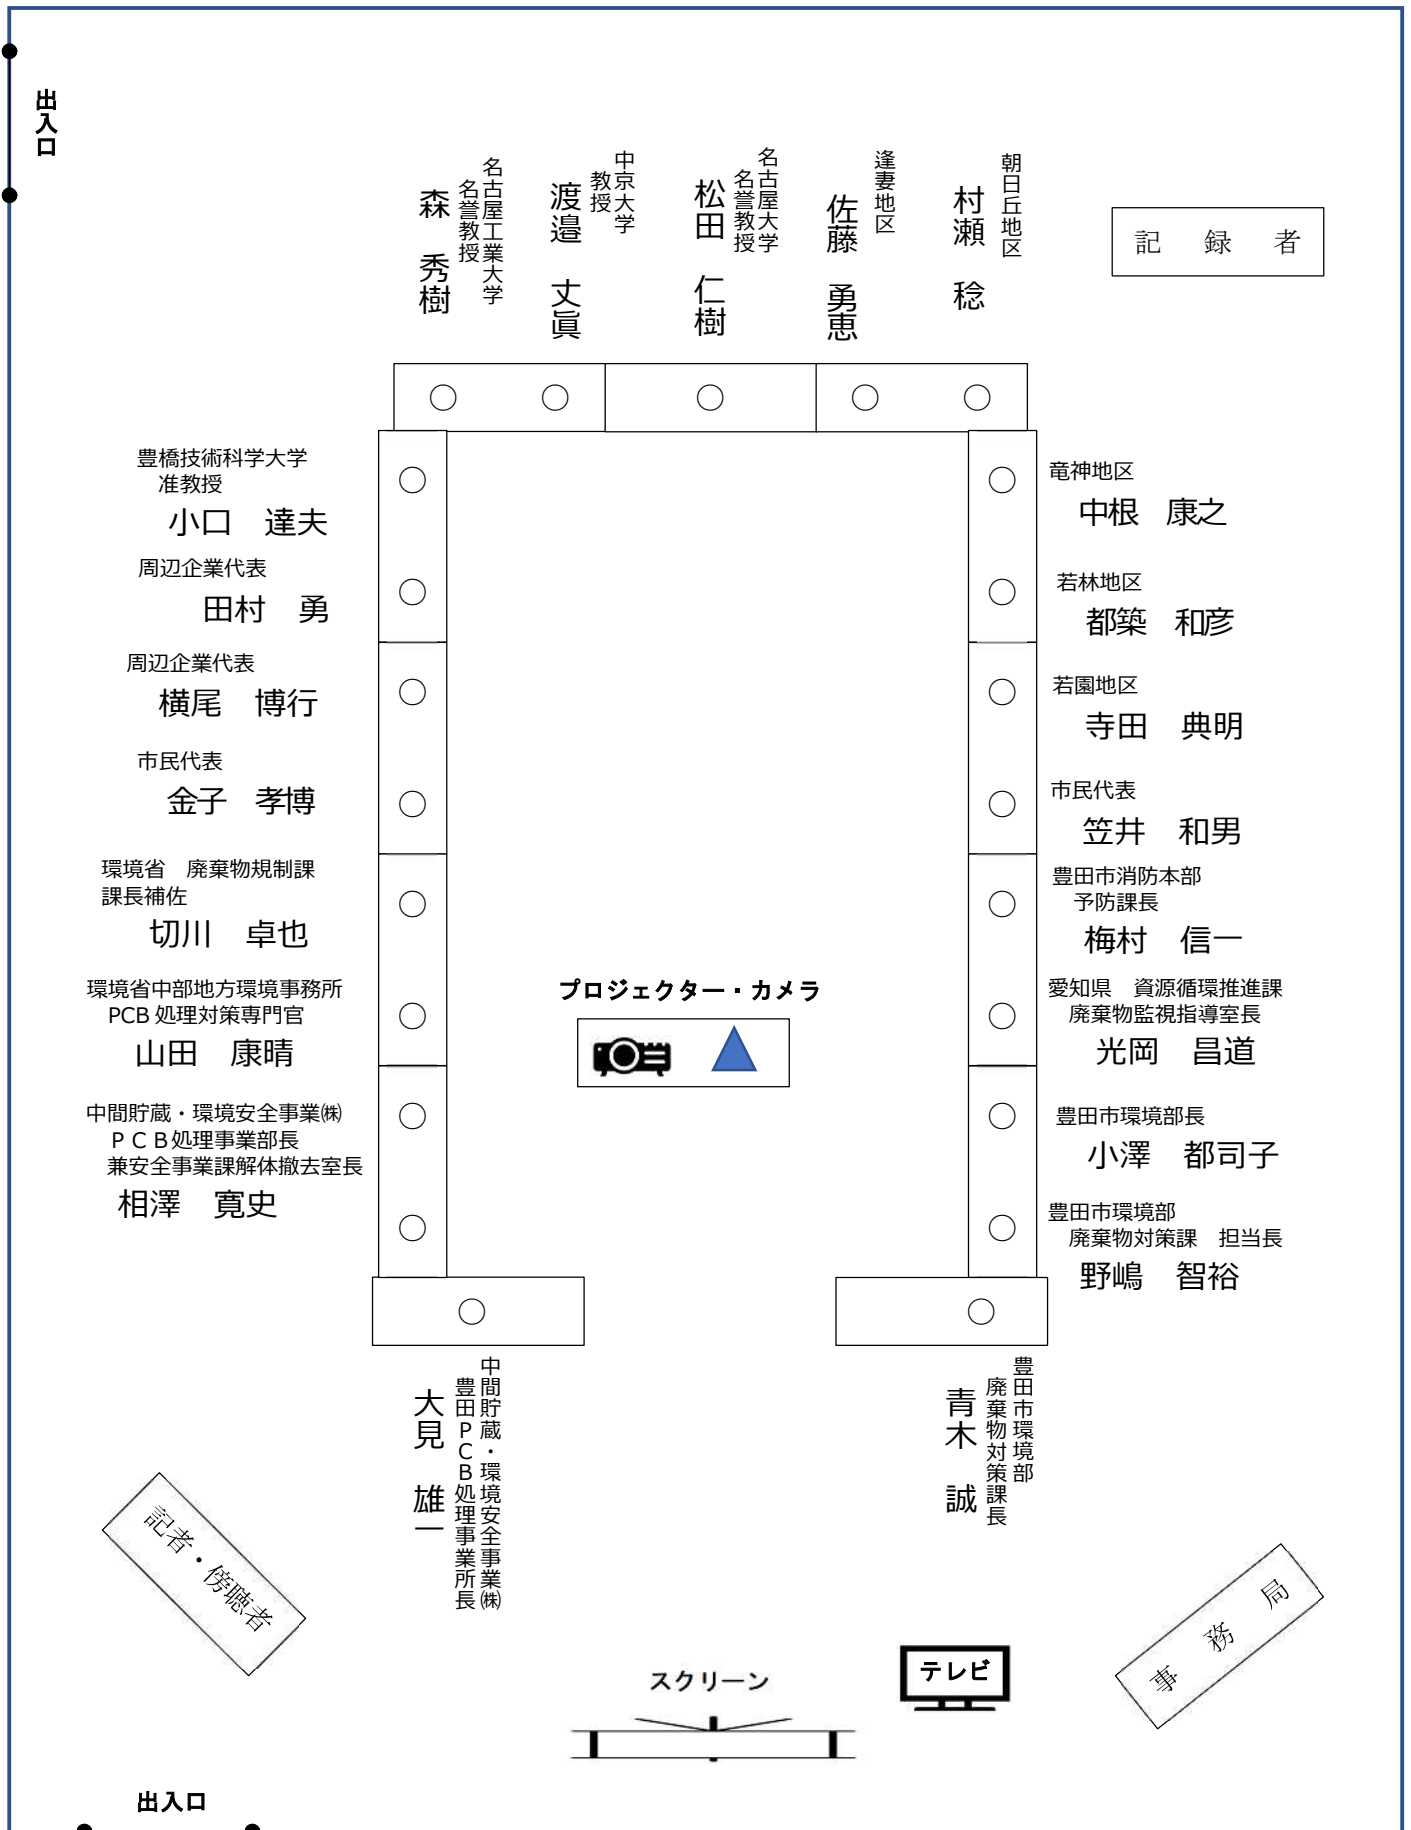 出入口
名古屋工業大学
名誉教授
森　秀樹
中京大学
教授
渡邉　丈眞
名古屋大学
名誉教授
松田　仁樹
逢妻地区
佐藤　勇恵
朝日丘地区
村瀬　稔
記　録　者
豊橋技術科学大学
准教授
小口　達夫
周辺企業代表
田村　勇
周辺企業代表
横尾　博行
市民代表
金子　孝博
環境省　廃棄物規制課
課長補佐
切川　卓也
環境省中部地方環境事務所
PCB 処理対策専門官
山田　康晴
中間貯蔵・環境安全事業㈱
ＰＣＢ処理事業部長
兼安全事業課解体撤去室長
相澤　寛史
竜神地区
中根　康之
若林地区
都築　和彦
若園地区
寺田　典明
市民代表
笠井　和男
豊田市消防本部
予防課長
梅村　信一
愛知県　資源循環推進課
廃棄物監視指導室長
光岡　昌道
豊田市環境部長
小澤　都司子
豊田市環境部
廃棄物対策課　担当長
野嶋　智裕
プロジェクター・カメラ
中間貯蔵・環境安全事業㈱
豊田ＰＣＢ処理事業所長
大見　雄一
豊田市環境部
廃棄物対策課長
青木　誠
記者・傍聴者
事　務　局
スクリーン
テレビ
出入口